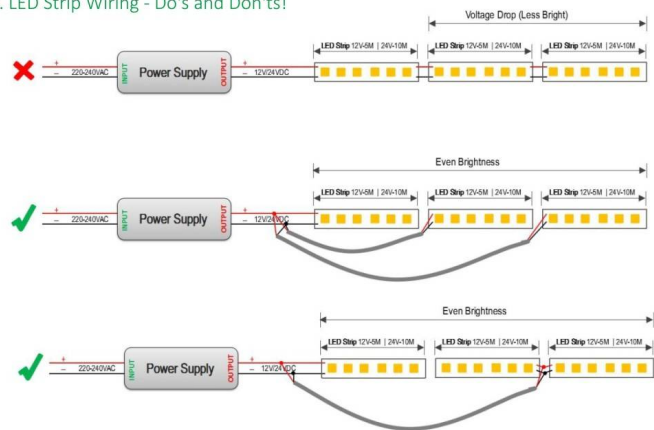 . LED Strip Wiring - Do's and Don'ts!
Voltage Drop (Less Bright)
LED Strip 12V-5M | 24V-10M
LED Strip 12V-5M | 24V-10M
LED Strip 12V-5M | 24V-10M
+
– 220-240VAC
INPUT
Power Supply
OUTPUT
+
– 12V/24VDC
Even Brightness
LED Strip 12V-5M | 24V-10M
LED Strip 12V-5M | 24V-10M
LED Strip 12V-5M | 24V-10M
+
– 220-240VAC
INPUT
Power Supply
OUTPUT
+
– 12V/24VDC
Even Brightness
LED Strip 12V-5M | 24V-10M
LED Strip 12V-5M | 24V-10M
LED Strip 12V-5M | 24V-10M
+
– 220-240VAC
INPUT
Power Supply
OUTPUT
+
– 12V/24VDC